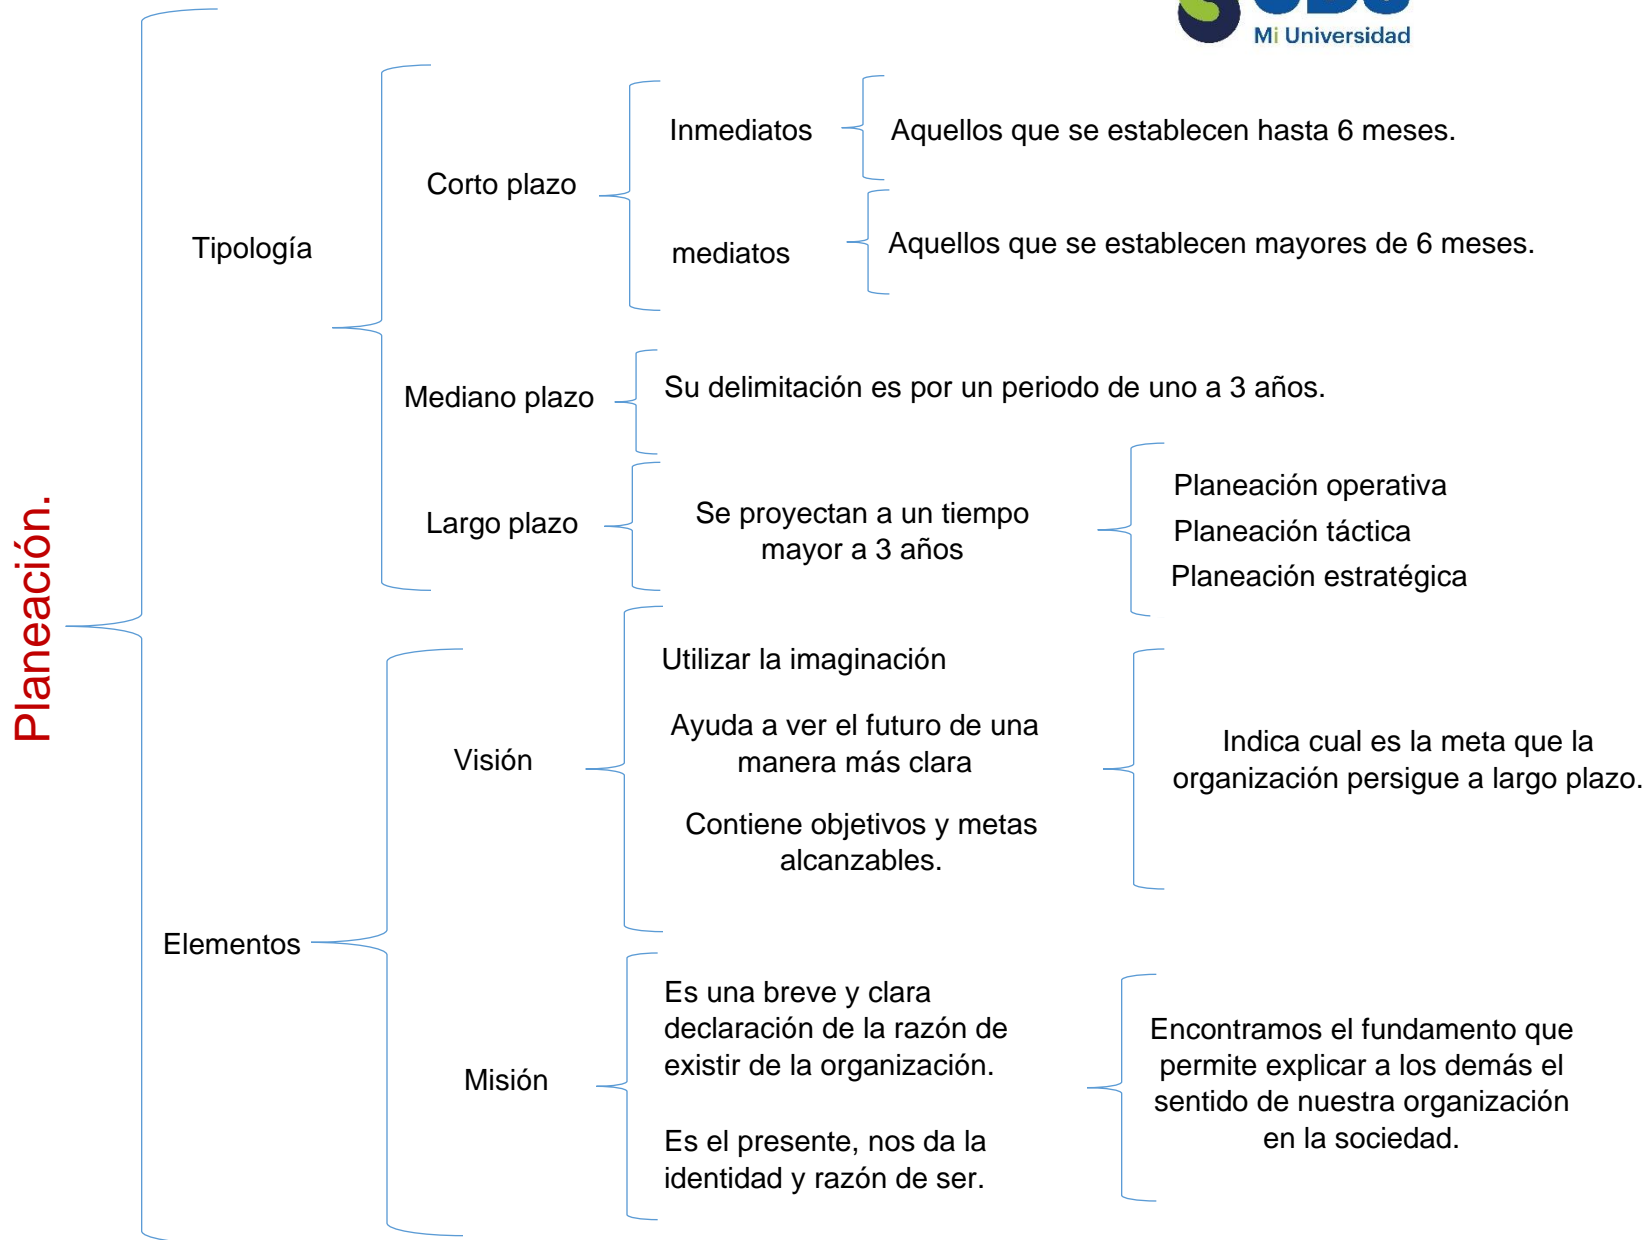 Mi Universidad
Planeación.
Tipología
Corto plazo
Inmediatos
Aquellos que se establecen hasta 6 meses.
mediatos
Aquellos que se establecen mayores de 6 meses.
Mediano plazo
Su delimitación es por un periodo de uno a 3 años.
Largo plazo
Se proyectan a un tiempo
mayor a 3 años
Planeación operativa
Planeación táctica
Planeación estratégica
Elementos
Visión
Utilizar la imaginación
Ayuda a ver el futuro de una
manera más clara
Contiene objetivos y metas
alcanzables.
Indica cual es la meta que la
organización persigue a largo plazo.
Misión
Es una breve y clara
declaración de la razón de
existir de la organización.
Es el presente, nos da la
identidad y razón de ser.
Encontramos el fundamento que
permite explicar a los demás el
sentido de nuestra organización
en la sociedad.